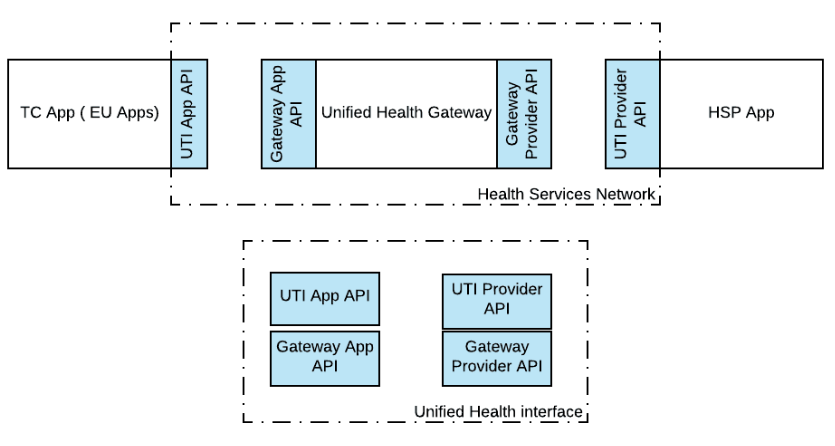 TC App ( EU Apps)
UTI App API
Gateway App
API
Unified Health Gateway
Gateway
Provider API
UTI Provider
API
HSP App
Health Services Network
UTI App API
UTI Provider
API
Gateway App
API
Gateway
Provider API
Unified Health interface